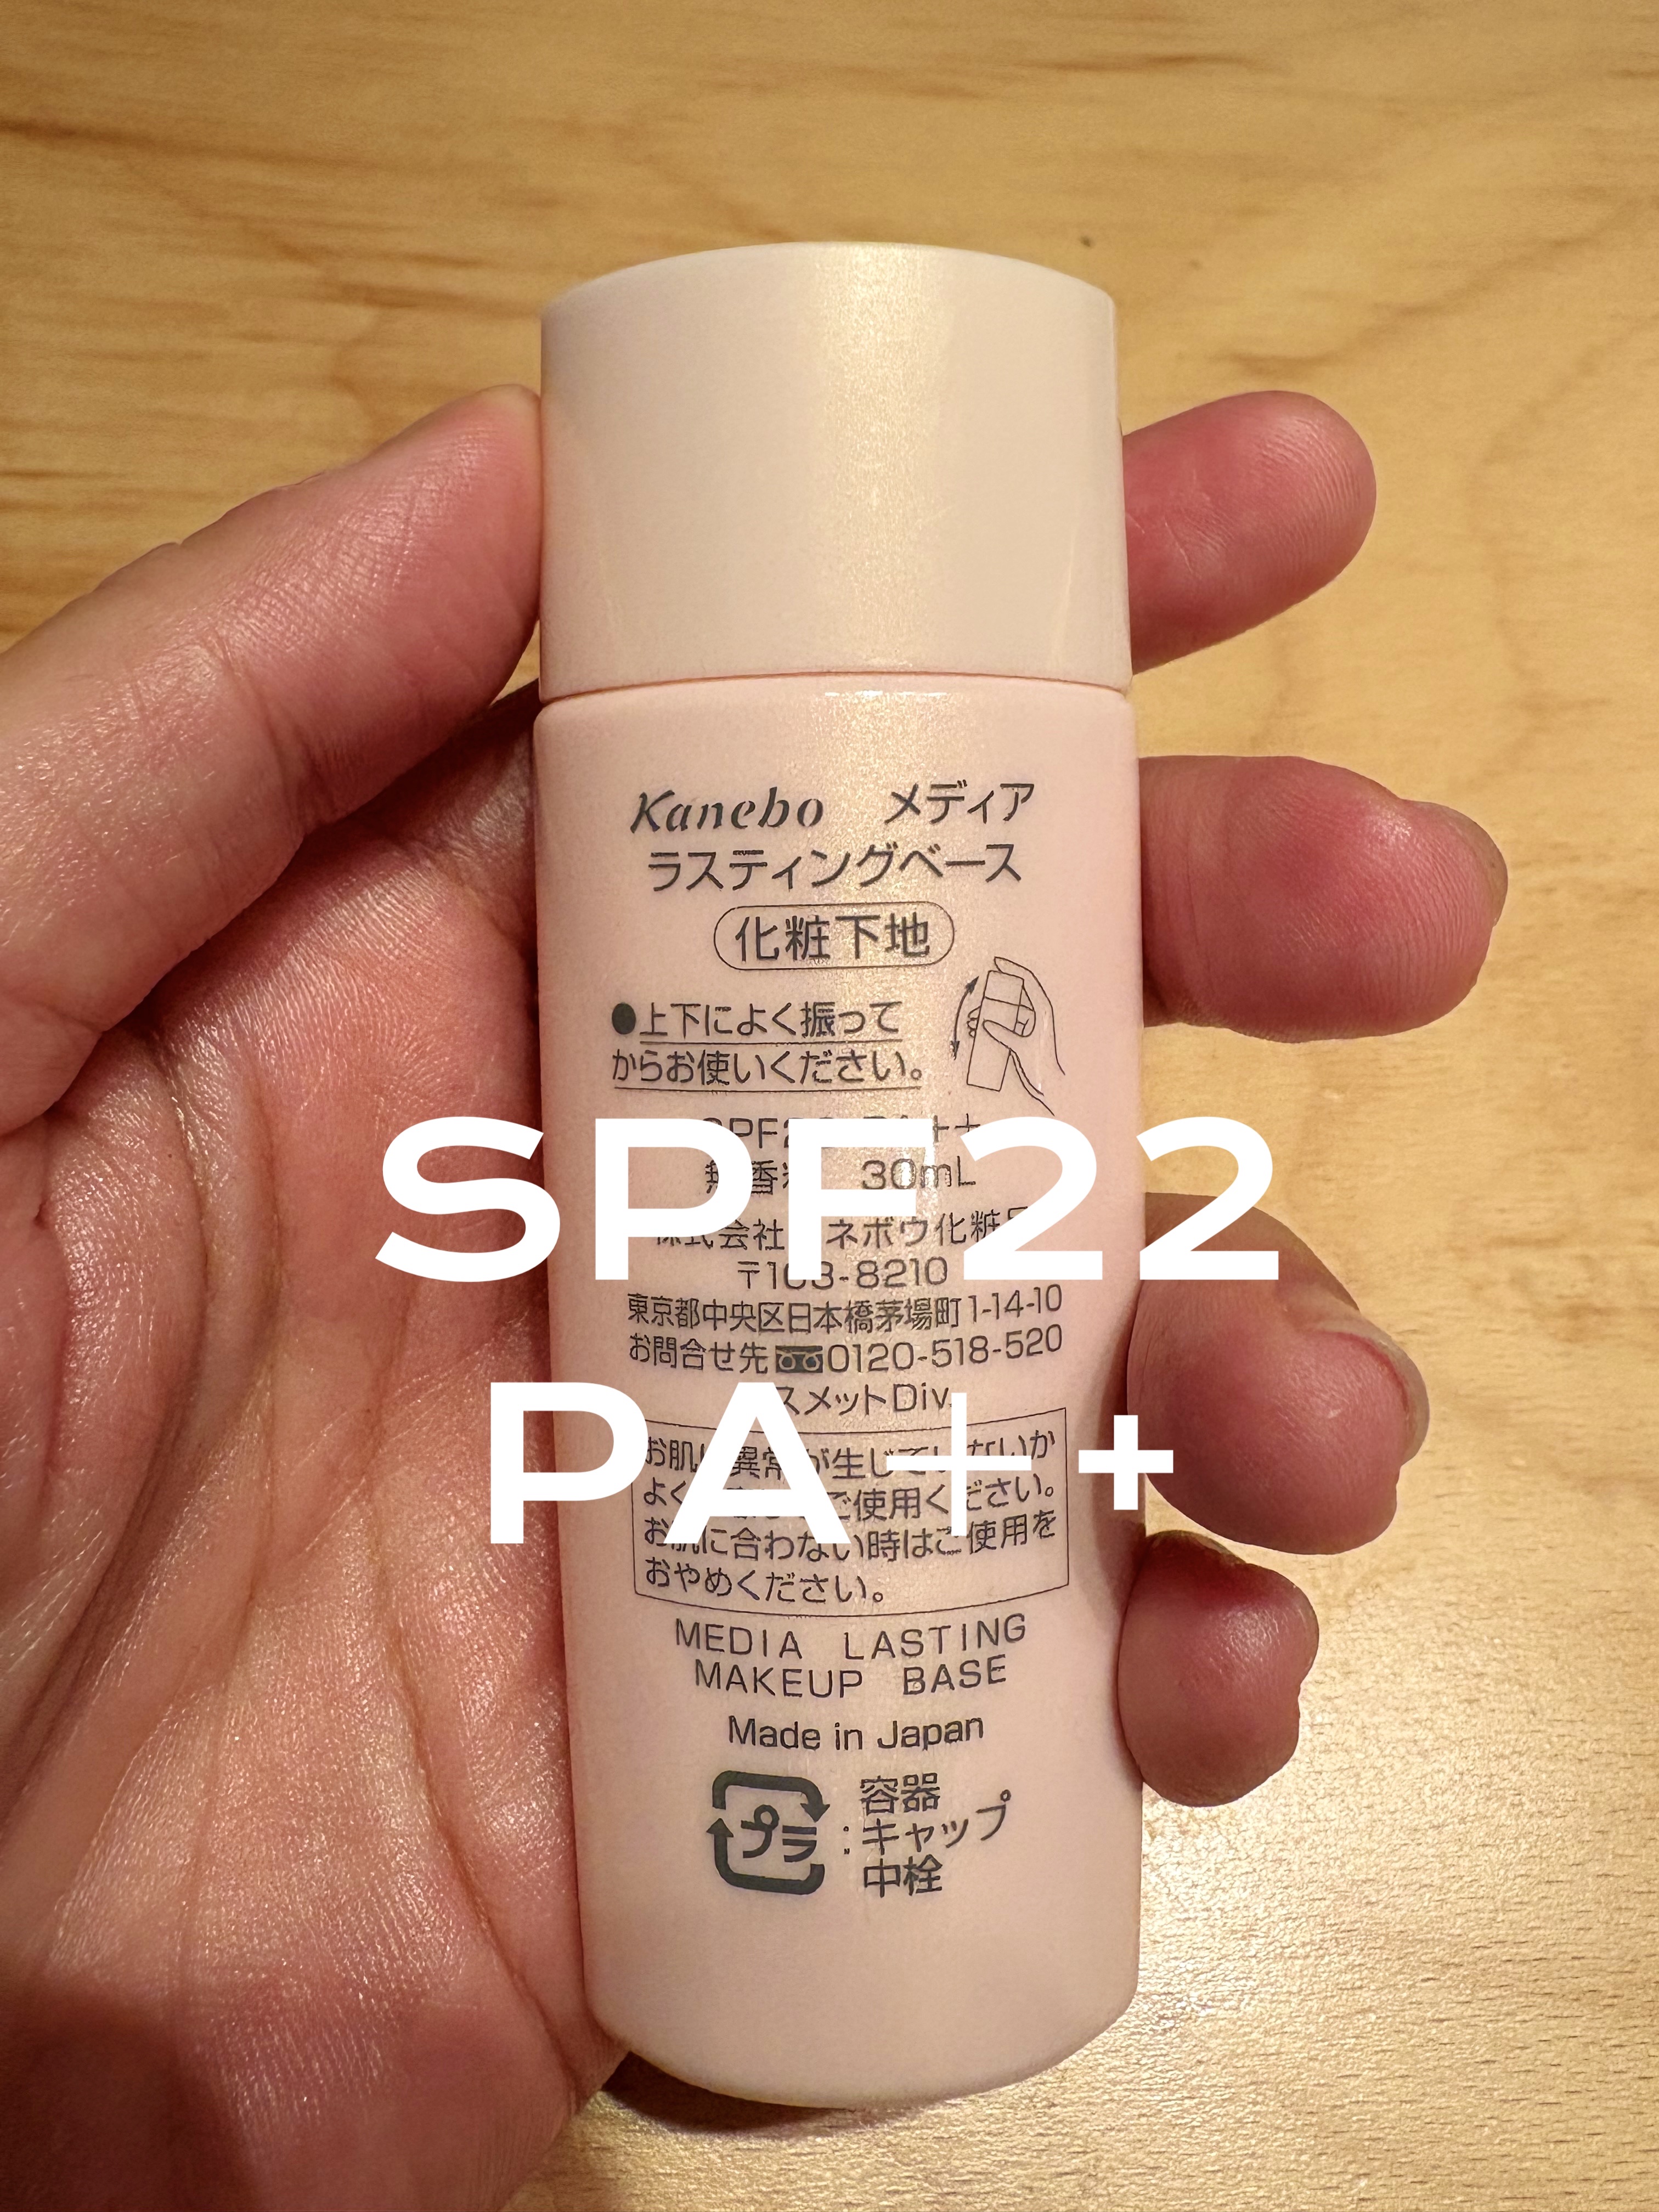 Kanebo メディア
ラスティングベース
化粧下地
●上下によく振って
からお使いください。
SPF22
30mL
〒103-8210
東京都中央区日本橋茅場町1-14-10
お問合せ先 0120-518-520
PA++
ご使用ください。
お肌に合わない時はご使用を
おやめください。
MEDIA LASTING
MAKEUP BASE
Made in Japan
プラ
容器
:キャップ
中栓